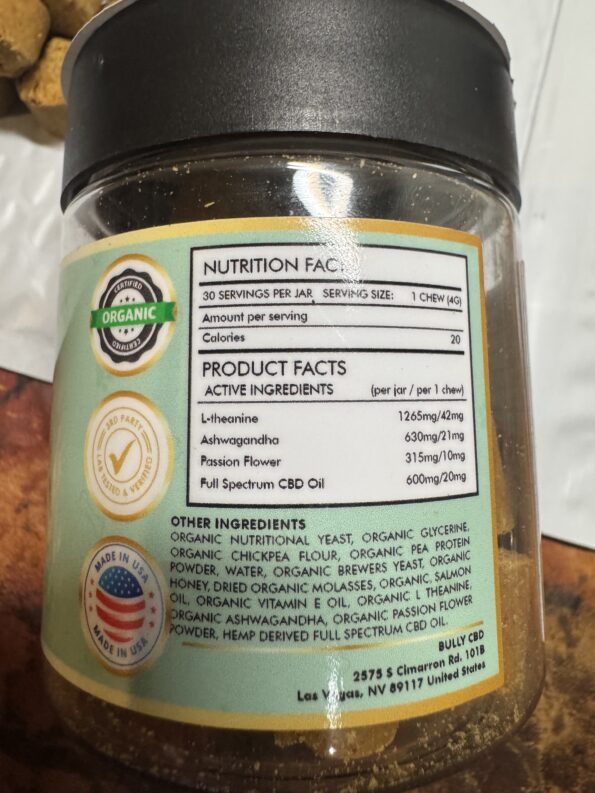 CERTIFIED
ORGANIC
CERTIFIED
3RD PARTY
LAB TESTED & VERIFIED
MADE IN USA
MADE IN USA
NUTRITION FAC
30 SERVINGS PER JAR SERVING SIZE: 1 CHEW (4G)
Amount per serving
Calories 20
PRODUCT FACTS
ACTIVE INGREDIENTS (per jar / per 1 chew)
L-theanine 1265mg/42mg
Ashwagandha 630mg/21mg
Passion Flower 315mg/10mg
Full Spectrum CBD Oil 600mg/20mg
OTHER INGREDIENTS
ORGANIC NUTRITIONAL YEAST, ORGANIC GLYCERINE,
ORGANIC CHICKPEA FLOUR, ORGANIC PEA PROTEIN
POWDER, WATER, ORGANIC BREWERS YEAST, ORGANIC
HONEY, DRIED ORGANIC MOLASSES, ORGANIC, SALMON
OIL, ORGANIC VITAMIN E OIL, ORGANIC L THEANINE,
ORGANIC ASHWAGANDHA, ORGANIC PASSION FLOWER
POWDER, HEMP DERIVED FULL SPECTRUM CBD OIL.
BULLY CBD
2575 S Cimarron Rd. 101B
Las Vegas, NV 89117 United States